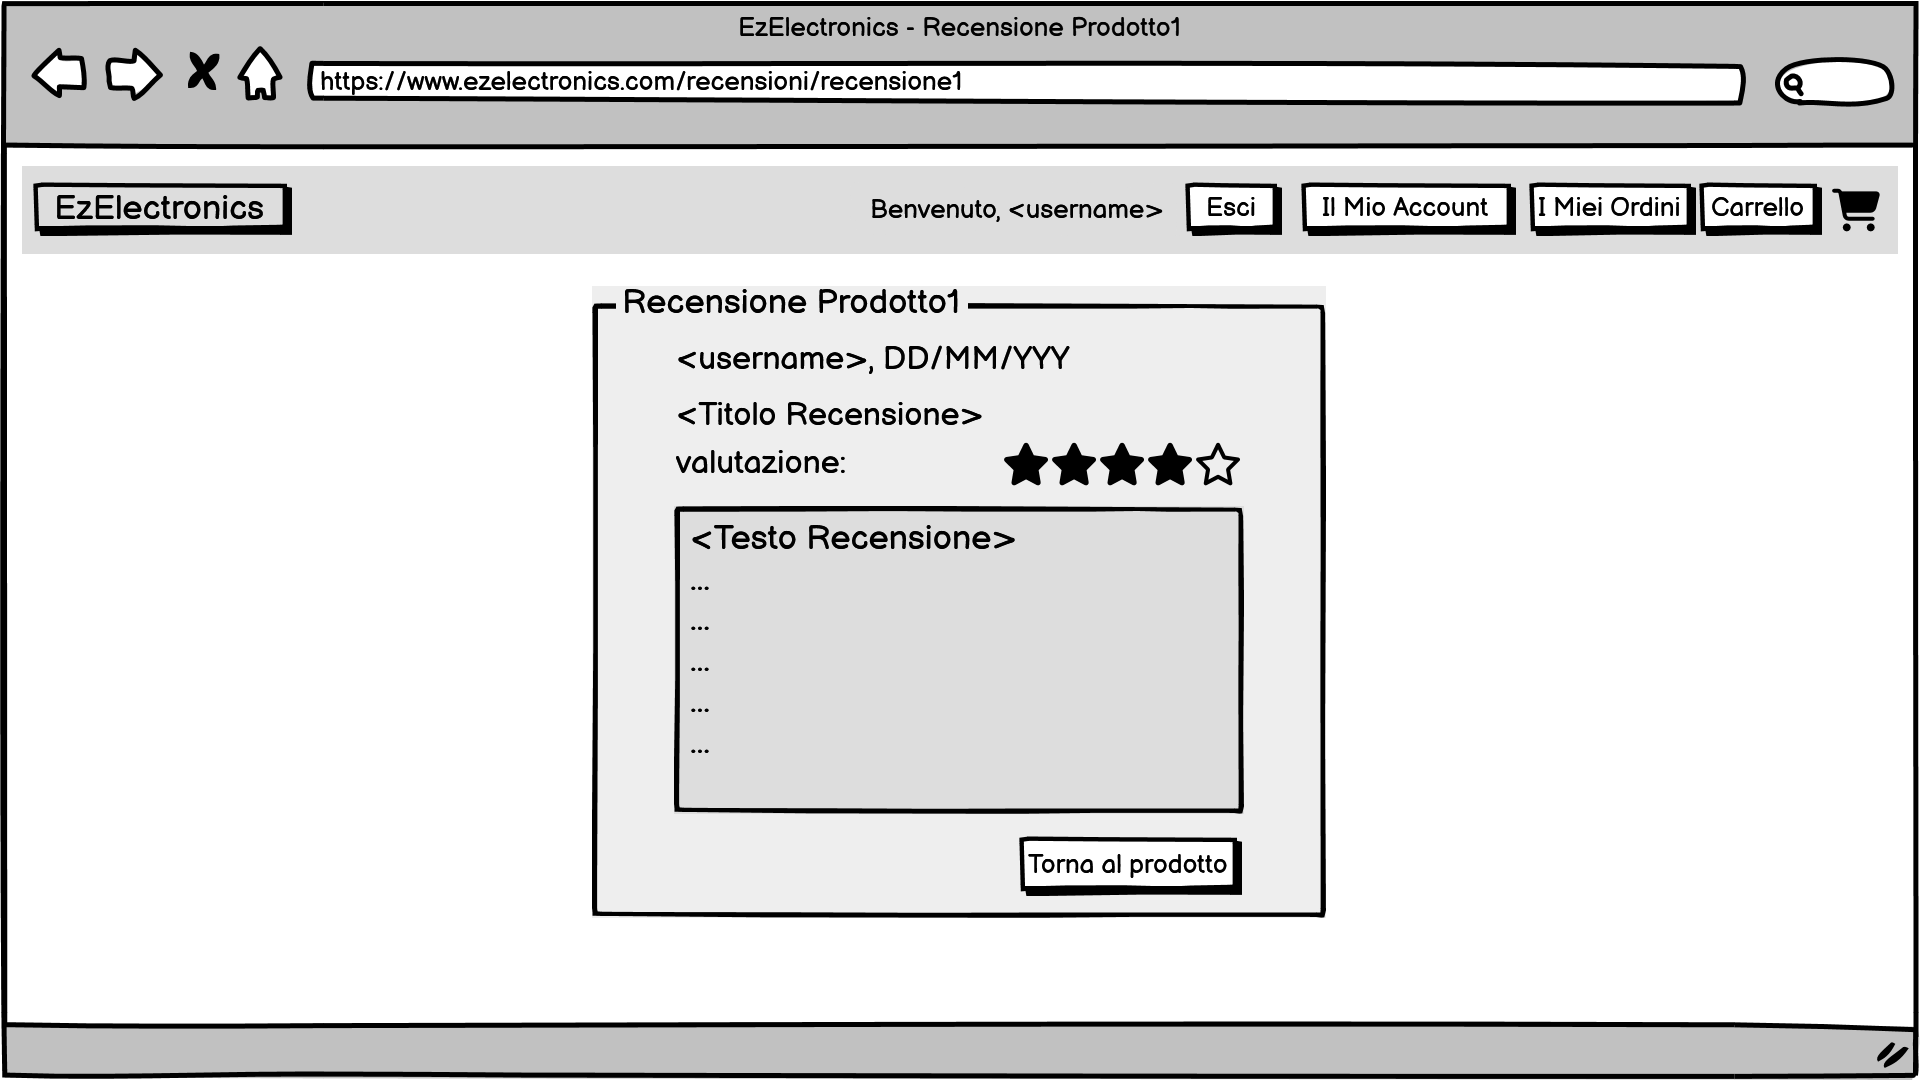 EzElectronics - Recensione Prodotto1
https://www.ezelectronics.com/recensioni/recensione1
EzElectronics
Benvenuto, <username>
Esci
Il Mio Account
I Miei Ordini
Carrello
Recensione Prodotto1
<username>, DD/MM/YYY
<Titolo Recensione>
valutazione:
<Testo Recensione>
...
...
...
...
...
Torna al prodotto